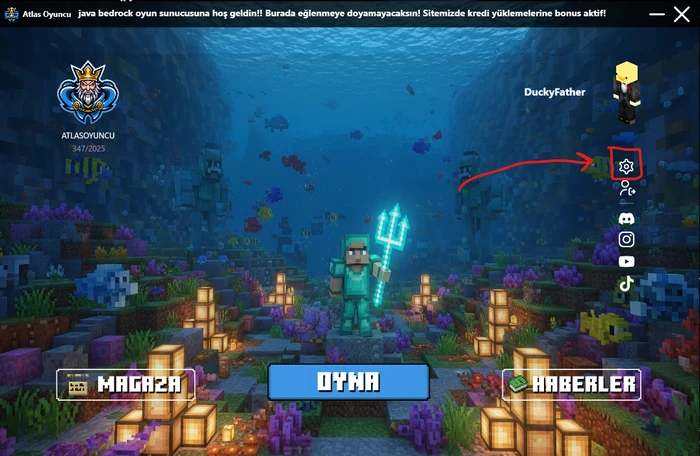 Atlas Oyuncu
java bedrock oyun sunucusuna hoş geldin!! Burada eğlenmeye doyamayacaksın! Sitemizde kredi yüklemelerine bonus aktif!
DuckyFather
ATLASOYUNCU
347/2025
MAGAZA
OYNA
HABERLER